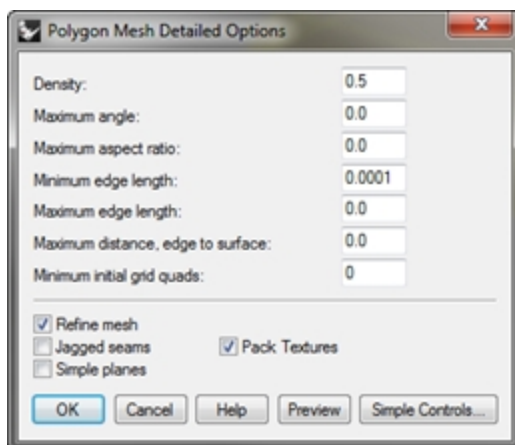 Polygon Mesh Detailed Options
Density: 0.5
Maximum angle: 0.0
Maximum aspect ratio: 0.0
Minimum edge length: 0.0001
Maximum edge length: 0.0
Maximum distance, edge to surface: 0.0
Minimum initial grid quads: 0
Refine mesh
Jagged seams Pack Textures
Simple planes
OK Cancel Help Preview Simple Controls...